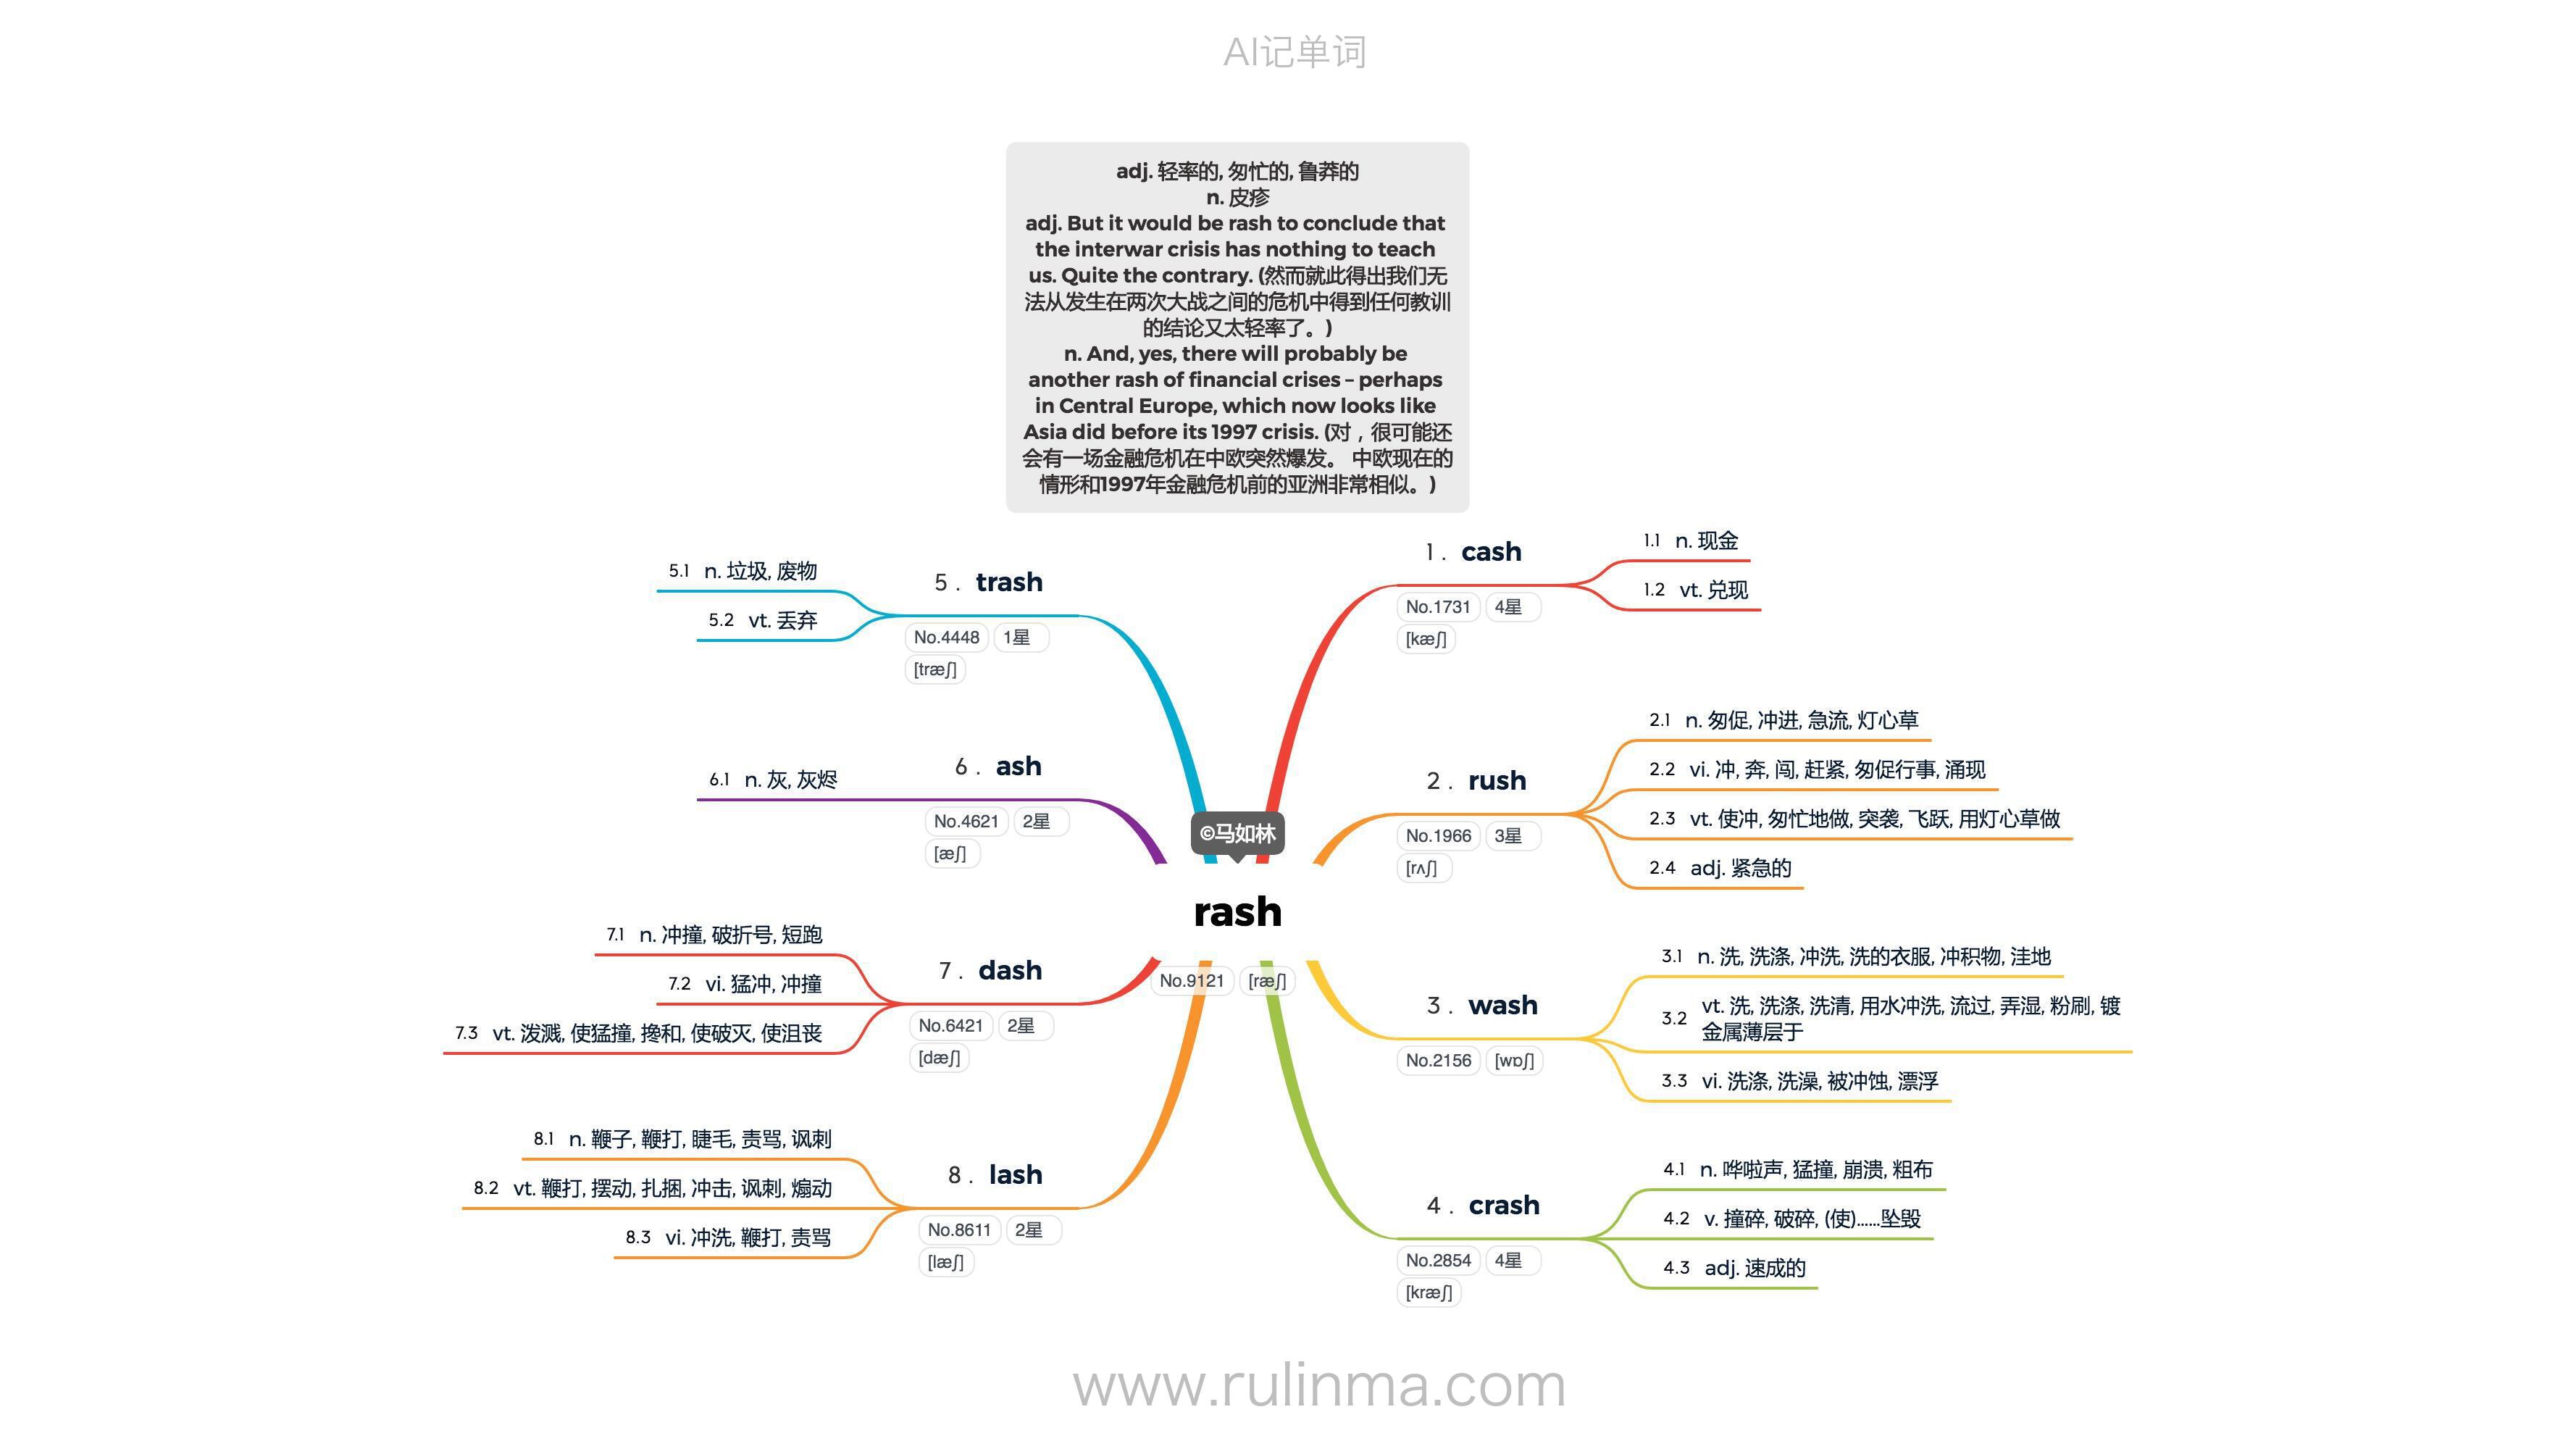 AI记单词
adj. 轻率的, 匆忙的, 鲁莽的
n. 皮疹
adj. But it would be rash to conclude that
the interwar crisis has nothing to teach
us. Quite the contrary. (然而就此得出我们无
法从发生在两次大战之间的危机中得到任何教训
的结论又太轻率了。)
n. And, yes, there will probably be
another rash of financial crises – perhaps
in Central Europe, which now looks like
Asia did before its 1997 crisis. (对，很可能还
会有一场金融危机在中欧突然爆发。 中欧现在的
情形和1997年金融危机前的亚洲非常相似。)
©马如林
rash
No.9121 [ræʃ]
1. cash
No.1731 4星
[kæʃ]
1.1 n. 现金
1.2 vt. 兑现
2. rush
No.1966 3星
[rʌʃ]
2.1 n. 匆促, 冲进, 急流, 灯心草
2.2 vi. 冲, 奔, 闯, 赶紧, 匆促行事, 涌现
2.3 vt. 使冲, 匆忙地做, 突袭, 飞跃, 用灯心草做
2.4 adj. 紧急的
3. wash
No.2156 [wɒʃ]
3.1 n. 洗, 洗涤, 冲洗, 洗的衣服, 冲积物, 洼地
3.2 vt. 洗, 洗涤, 洗清, 用水冲洗, 流过, 弄湿, 粉刷, 镀
金属薄层于
3.3 vi. 洗涤, 洗澡, 被冲蚀, 漂浮
4. crash
No.2854 4星
[kræʃ]
4.1 n. 哗啦声, 猛撞, 崩溃, 粗布
4.2 v. 撞碎, 破碎, (使)……坠毁
4.3 adj. 速成的
5. trash
No.4448 1星
[træʃ]
5.1 n. 垃圾, 废物
5.2 vt. 丢弃
6. ash
No.4621 2星
[æʃ]
6.1 n. 灰, 灰烬
7. dash
No.6421 2星
[dæʃ]
7.1 n. 冲撞, 破折号, 短跑
7.2 vi. 猛冲, 冲撞
7.3 vt. 泼溅, 使猛撞, 搀和, 使破灭, 使沮丧
8. lash
No.8611 2星
[læʃ]
8.1 n. 鞭子, 鞭打, 睫毛, 责骂, 讽刺
8.2 vt. 鞭打, 摆动, 扎捆, 冲击, 讽刺, 煽动
8.3 vi. 冲洗, 鞭打, 责骂
www.rulinma.com